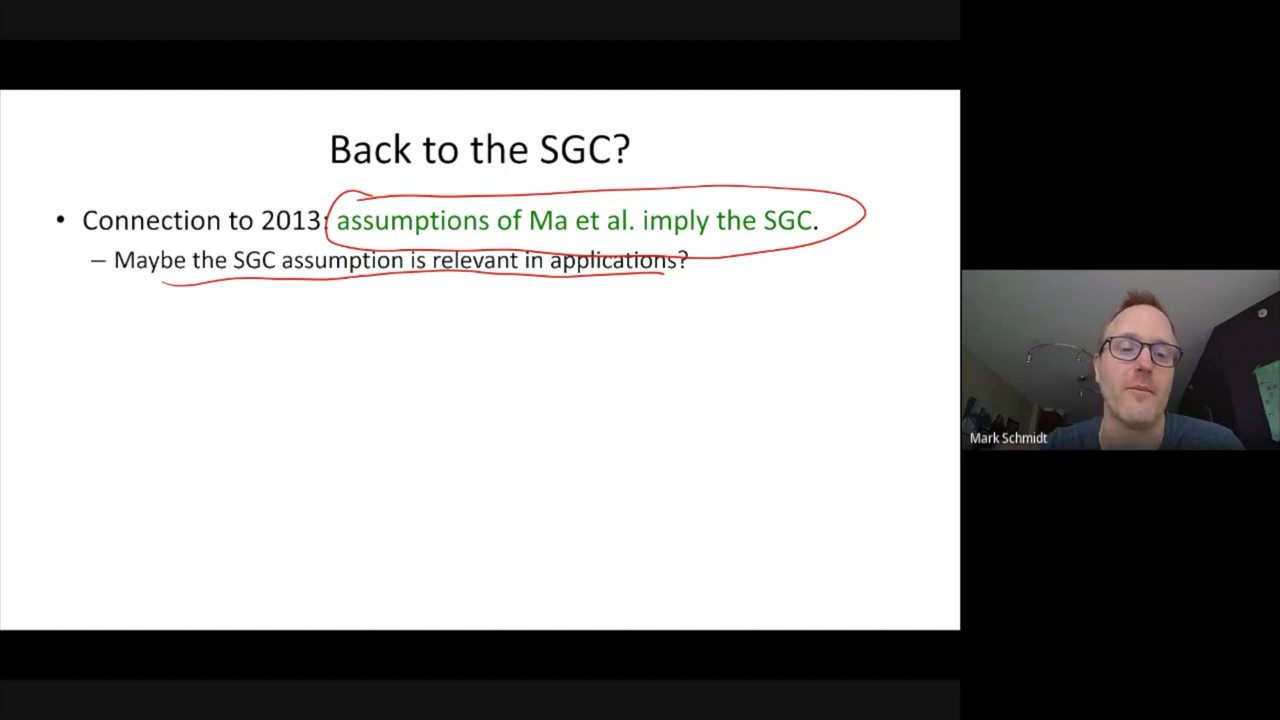 Back to the SGC?
• Connection to 2013: assumptions of Ma et al. imply the SGC.
– Maybe the SGC assumption is relevant in applications?
Mark Schmidt